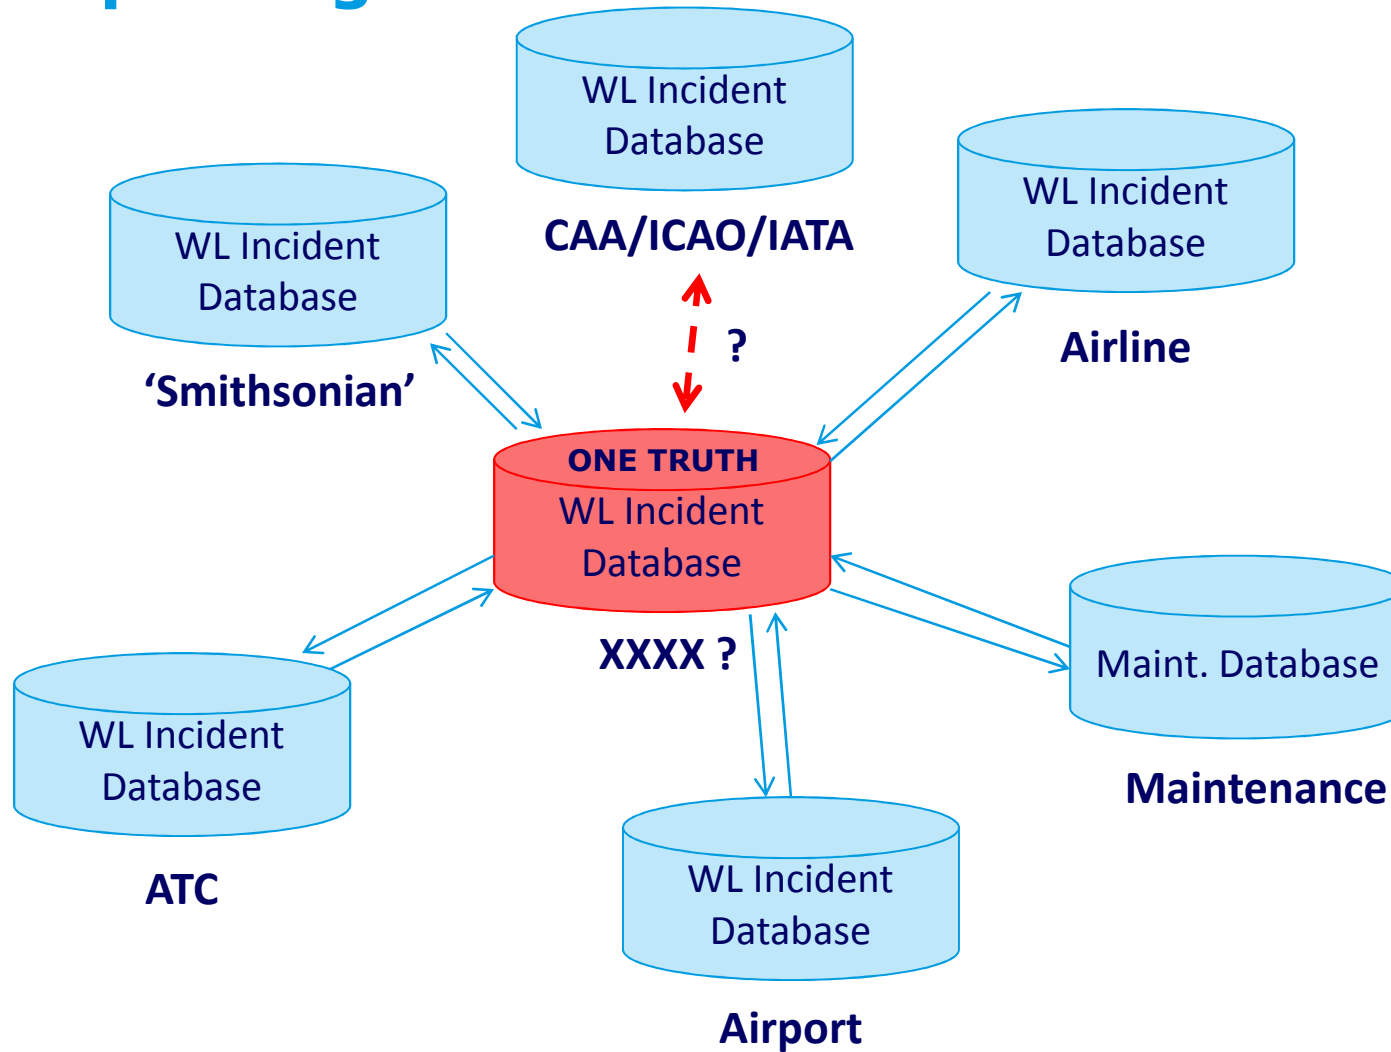 WL Incident
Database
CAA/ICAO/IATA
WL Incident
Database
Airline
WL Incident
Database
‘Smithsonian’
?
ONE TRUTH
WL Incident
Database
XXXX ?
Maint. Database
Maintenance
WL Incident
Database
ATC
WL Incident
Database
Airport